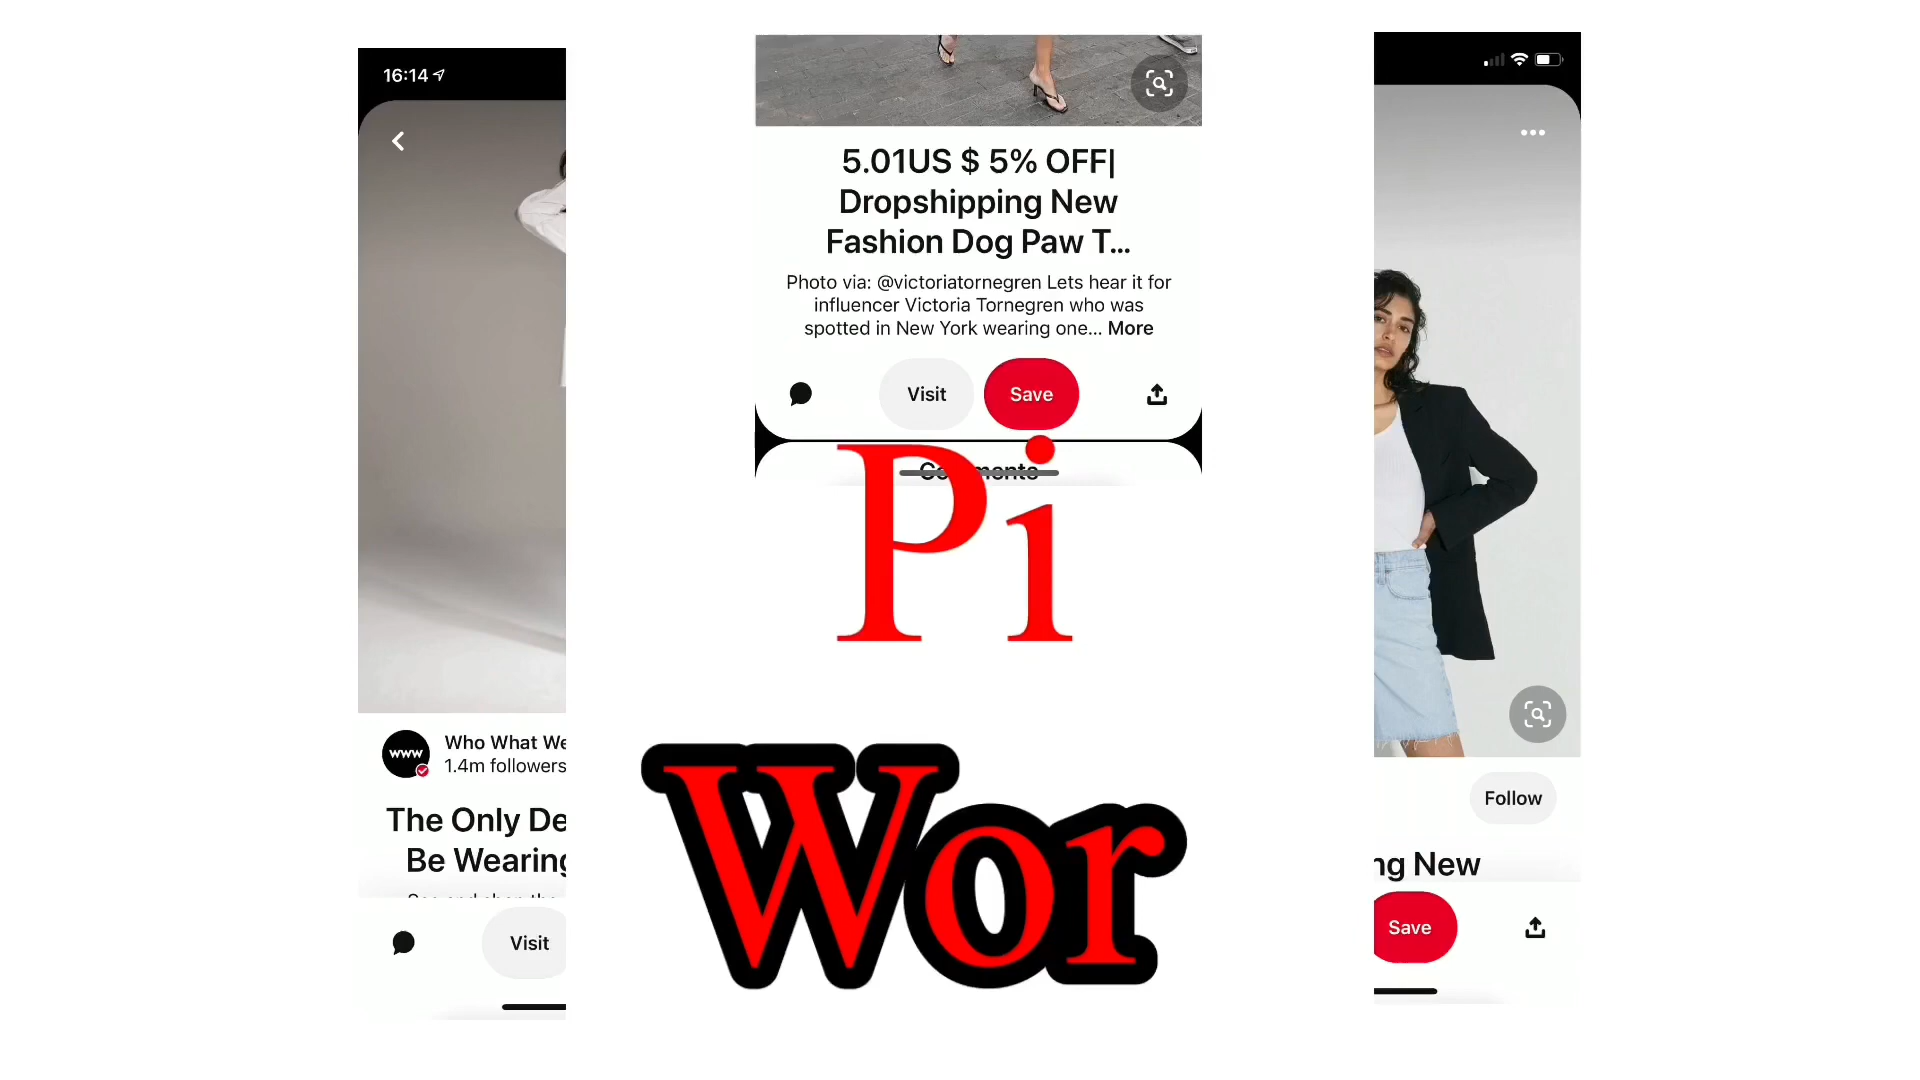 16:14
WWW
Who What We
1.4m followers
The Only De
Be Wearing
Visit
5.01US $ 5% OFF|
Dropshipping New
Fashion Dog Paw T...
Photo via: @victoriatornegren Lets hear it for
influencer Victoria Tornegren who was
spotted in New York wearing one... More
Visit
Save
Comments
Pi
Wor
Follow
ng New
Save